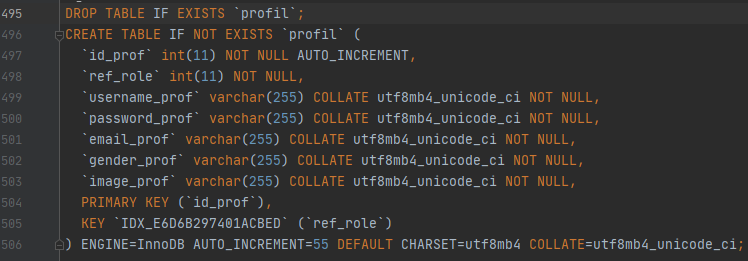 495 DROP TABLE IF EXISTS `profil`;
496 CREATE TABLE IF NOT EXISTS `profil` (
497 `id_prof` int(11) NOT NULL AUTO_INCREMENT,
498 `ref_role` int(11) NOT NULL,
499 `username_prof` varchar(255) COLLATE utf8mb4_unicode_ci NOT NULL,
500 `password_prof` varchar(255) COLLATE utf8mb4_unicode_ci NOT NULL,
501 `email_prof` varchar(255) COLLATE utf8mb4_unicode_ci NOT NULL,
502 `gender_prof` varchar(255) COLLATE utf8mb4_unicode_ci NOT NULL,
503 `image_prof` varchar(255) COLLATE utf8mb4_unicode_ci NOT NULL,
504 PRIMARY KEY (`id_prof`),
505 KEY `IDX_E6D6B297401ACBED` (`ref_role`)
506 ) ENGINE=InnoDB AUTO_INCREMENT=55 DEFAULT CHARSET=utf8mb4 COLLATE=utf8mb4_unicode_ci;